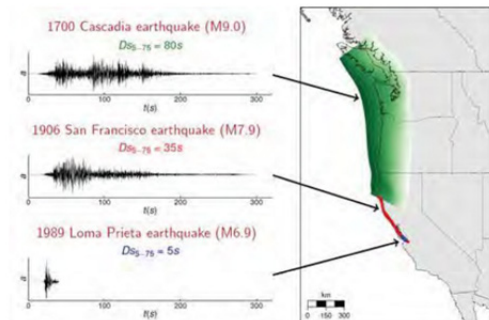 1700 Cascadia earthquake (M9.0)
Ds5-75 = 80s
a
0 100 200 300
t(s)
1906 San Francisco earthquake (M7.9)
Ds5-75 = 35s
a
0 100 200 300
t(s)
1989 Loma Prieta earthquake (M6.9)
Ds5-75 = 5s
a
0 100 200 300
t(s)
km
0 150 300